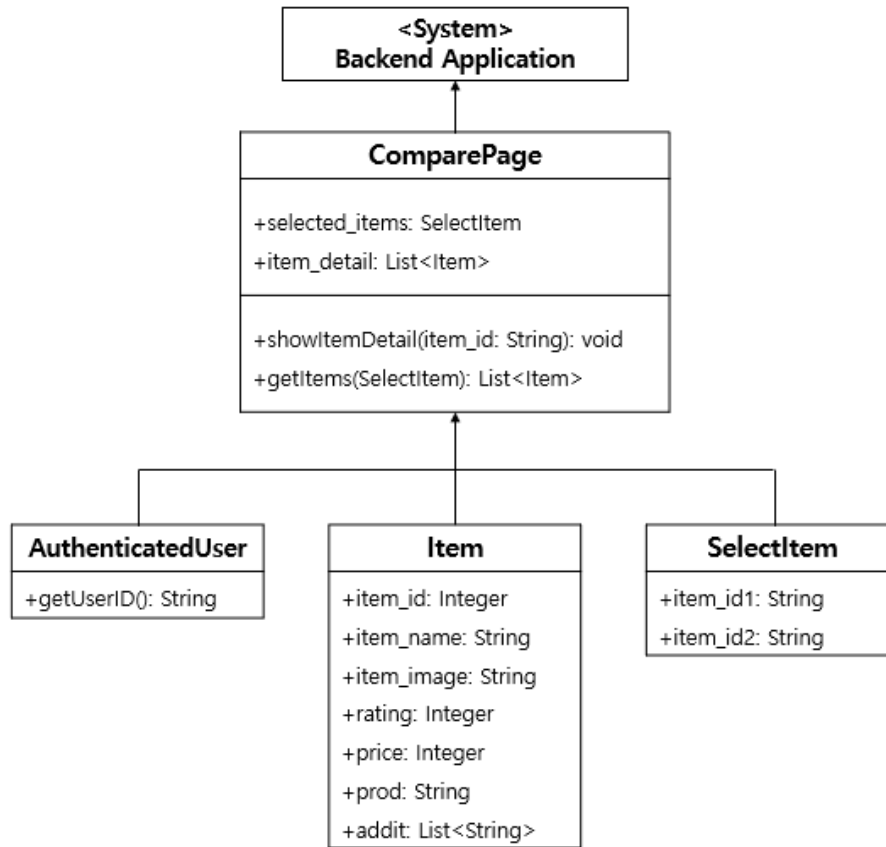 <System>
Backend Application
ComparePage
+selected_items: SelectItem
+item_detail: List<Item>
+showItemDetail(item_id: String): void
+getItems(SelectItem): List<Item>
AuthenticatedUser
+getUserID(): String
Item
+item_id: Integer
+item_name: String
+item_image: String
+rating: Integer
+price: Integer
+prod: String
+addit: List<String>
SelectItem
+item_id1: String
+item_id2: String